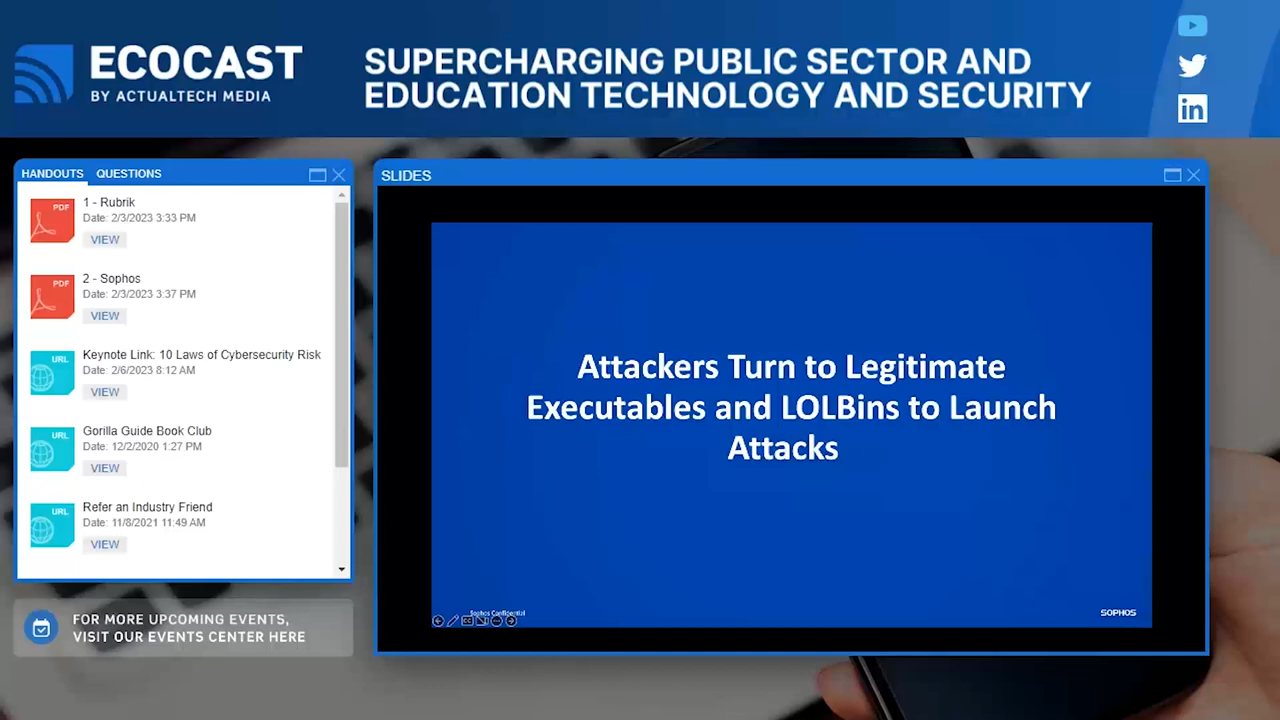 ECOCAST
BY ACTUALTECH MEDIA
SUPERCHARGING PUBLIC SECTOR AND
EDUCATION TECHNOLOGY AND SECURITY
in
HANDOUTS QUESTIONS
PDF
1 - Rubrik
Date: 2/3/2023 3:33 PM
VIEW
PDF
2 - Sophos
Date: 2/3/2023 3:37 PM
VIEW
URL
Keynote Link: 10 Laws of Cybersecurity Risk
Date: 2/6/2023 8:12 AM
VIEW
URL
Gorilla Guide Book Club
Date: 12/2/2020 1:27 PM
VIEW
URL
Refer an Industry Friend
Date: 11/8/2021 11:49 AM
VIEW
FOR MORE UPCOMING EVENTS,
VISIT OUR EVENTS CENTER HERE
SLIDES
Attackers Turn to Legitimate
Executables and LOLBins to Launch
Attacks
Sophos Confidential
SOPHOS